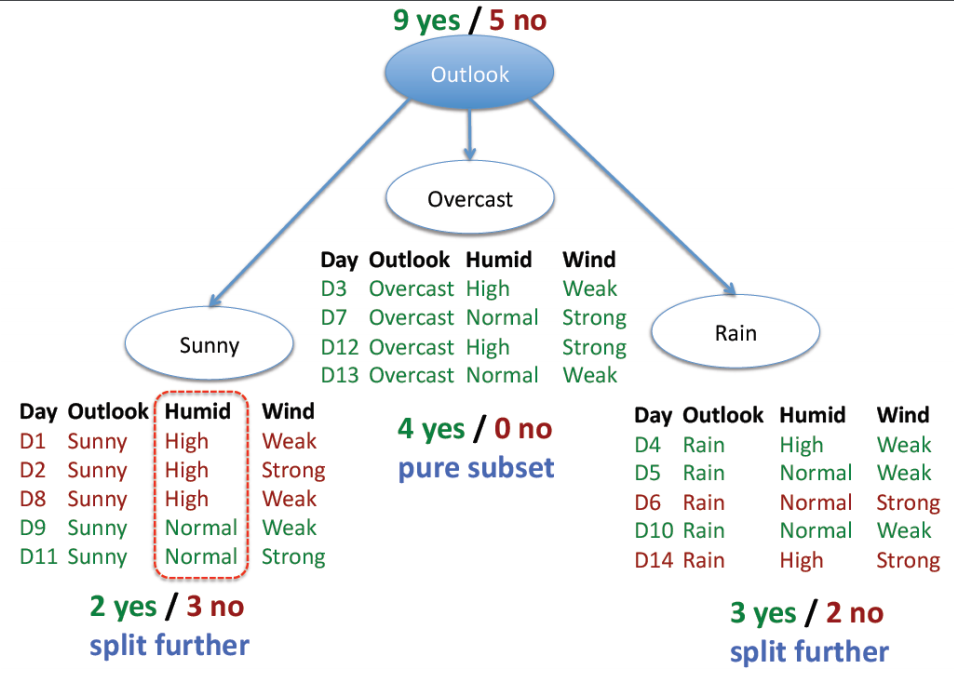 9 yes / 5 no
Outlook
Overcast
Day Outlook Humid Wind
D3 Overcast High Weak
D7 Overcast Normal Strong
D12 Overcast High Strong
D13 Overcast Normal Weak
4 yes / 0 no
pure subset
Sunny
Day Outlook Humid Wind
D1 Sunny High Weak
D2 Sunny High Strong
D8 Sunny High Weak
D9 Sunny Normal Weak
D11 Sunny Normal Strong
2 yes / 3 no
split further
Rain
Day Outlook Humid Wind
D4 Rain High Weak
D5 Rain Normal Weak
D6 Rain Normal Strong
D10 Rain Normal Weak
D14 Rain High Strong
3 yes / 2 no
split further